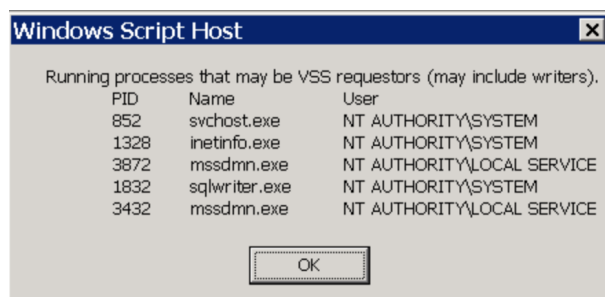 Windows Script Host
Running processes that may be VSS requestors (may include writers).
PID Name User
852 svchost.exe NT AUTHORITY\SYSTEM
1328 inetinfo.exe NT AUTHORITY\SYSTEM
3872 mssdmn.exe NT AUTHORITY\LOCAL SERVICE
1832 sqlwriter.exe NT AUTHORITY\SYSTEM
3432 mssdmn.exe NT AUTHORITY\LOCAL SERVICE
OK